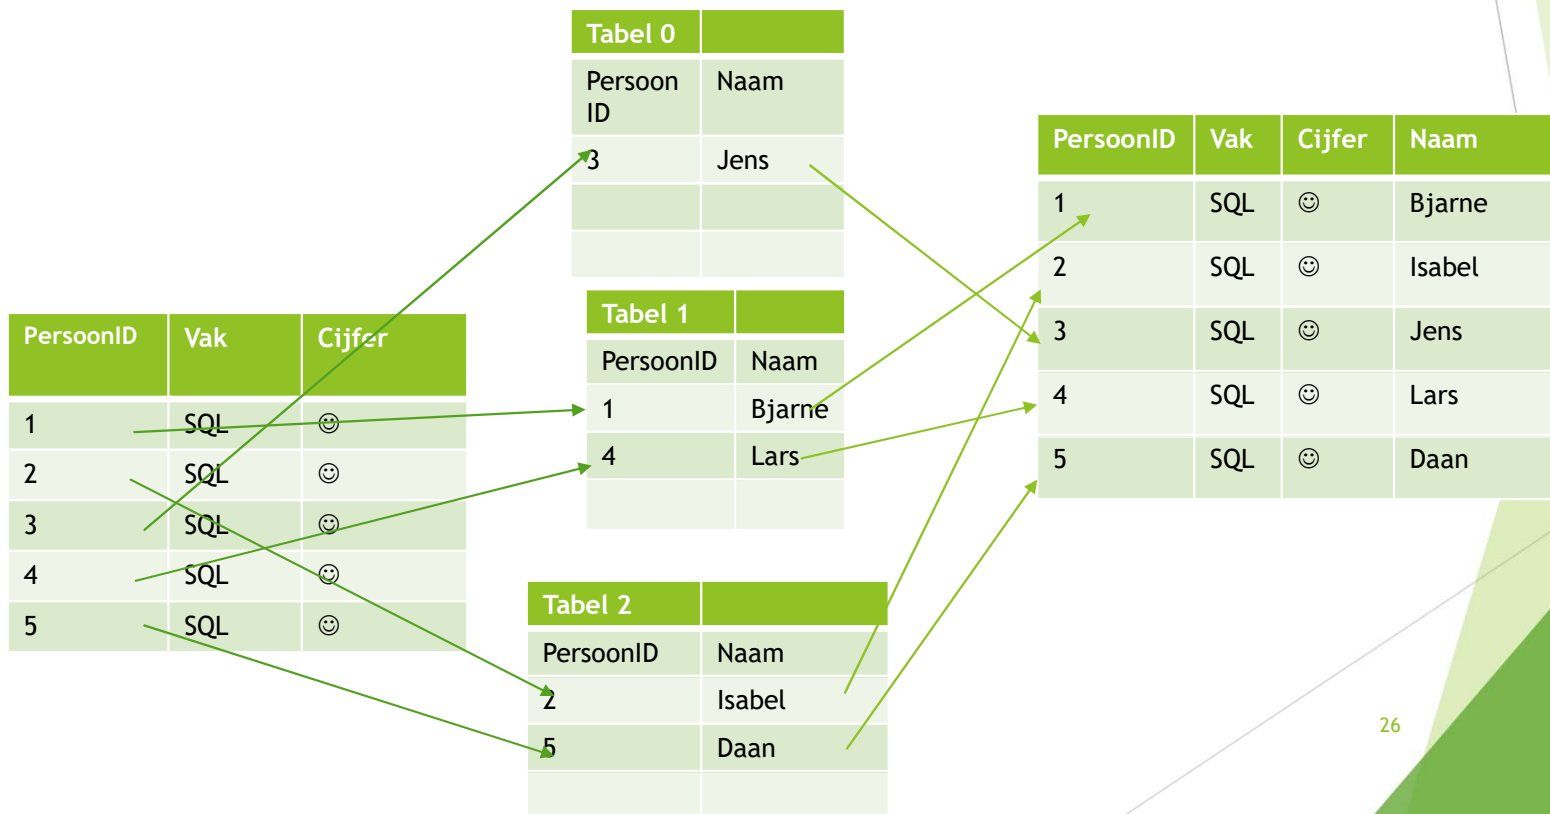 Tabel 0
Persoon ID Naam
3 Jens
PersoonID Vak Cijfer
1 SQL ☺
2 SQL ☺
3 SQL ☺
4 SQL ☺
5 SQL ☺
Tabel 1
PersoonID Naam
1 Bjarne
4 Lars
Tabel 2
PersoonID Naam
2 Isabel
5 Daan
PersoonID Vak Cijfer Naam
1 SQL ☺ Bjarne
2 SQL ☺ Isabel
3 SQL ☺ Jens
4 SQL ☺ Lars
5 SQL ☺ Daan
26